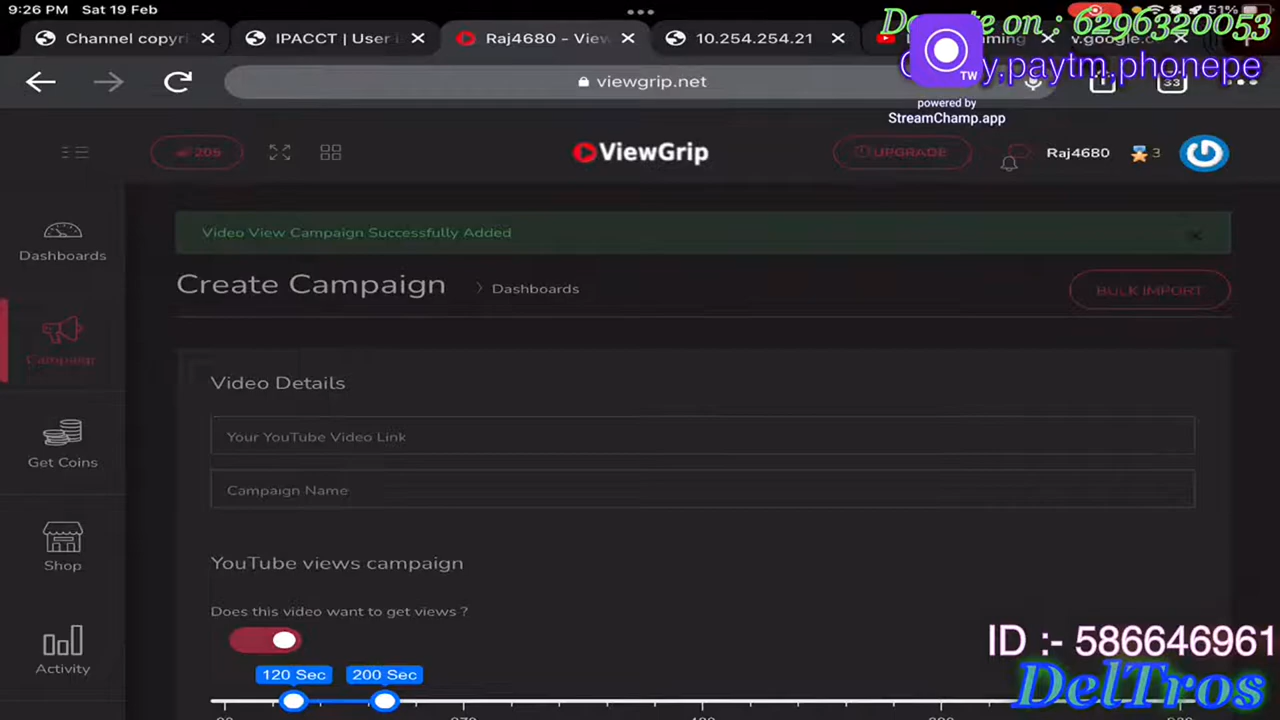 9:26 PM Sat 19 Feb
51%
Donate on : 6296320053
Channel copyri
IPACCT | User
Raj4680 - View
10.254.254.21
y,paytm,phonepe
viewgrip.net
33
TW
powered by
StreamChamp.app
205
ViewGrip
UPGRADE
Raj4680
3
Video View Campaign Successfully Added
Dashboards
Create Campaign
Dashboards
BULK IMPORT
Campaign
Video Details
Your YouTube Video Link
Campaign Name
Get Coins
Shop
YouTube views campaign
Does this video want to get views ?
Activity
120 Sec
200 Sec
ID :- 586646961
DelTros